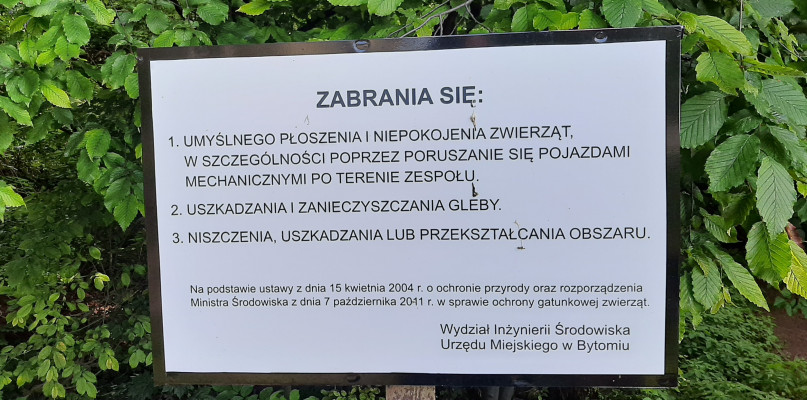 ZABRANIA SIĘ:
1. UMYŚLNEGO PŁOSZENIA I NIEPOKOJENIA ZWIERZĄT,
W SZCZEGÓLNOŚCI POPRZEZ PORUSZANIE SIĘ POJAZDAMI
MECHANICZNYMI PO TERENIE ZESPOŁU.
2. USZKADZANIA I ZANIECZYSZCZANIA GLEBY.
3. NISZCZENIA, USZKADZANIA LUB PRZEKSZTAŁCANIA OBSZARU.
Na podstawie ustawy z dnia 15 kwietnia 2004 r. o ochronie przyrody oraz rozporządzenia
Ministra Środowiska z dnia 7 października 2011 r. w sprawie ochrony gatunkowej zwierząt.
Wydział Inżynierii Środowiska
Urzędu Miejskiego w Bytomiu